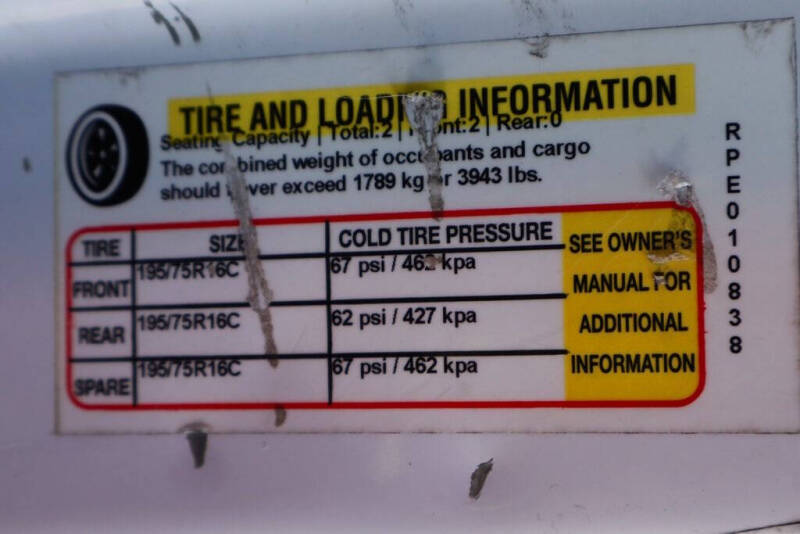 TIRE AND LOADING INFORMATION
Seating Capacity | Total:2 | Front:2 | Rear:0
The combined weight of occupants and cargo
should never exceed 1789 kg or 3943 lbs.
TIRE SIZE COLD TIRE PRESSURE
FRONT 195/75R16C 67 psi / 462 kpa
REAR 195/75R16C 62 psi / 427 kpa
SPARE 195/75R16C 67 psi / 462 kpa
SEE OWNER'S
MANUAL FOR
ADDITIONAL
INFORMATION
RPE010838